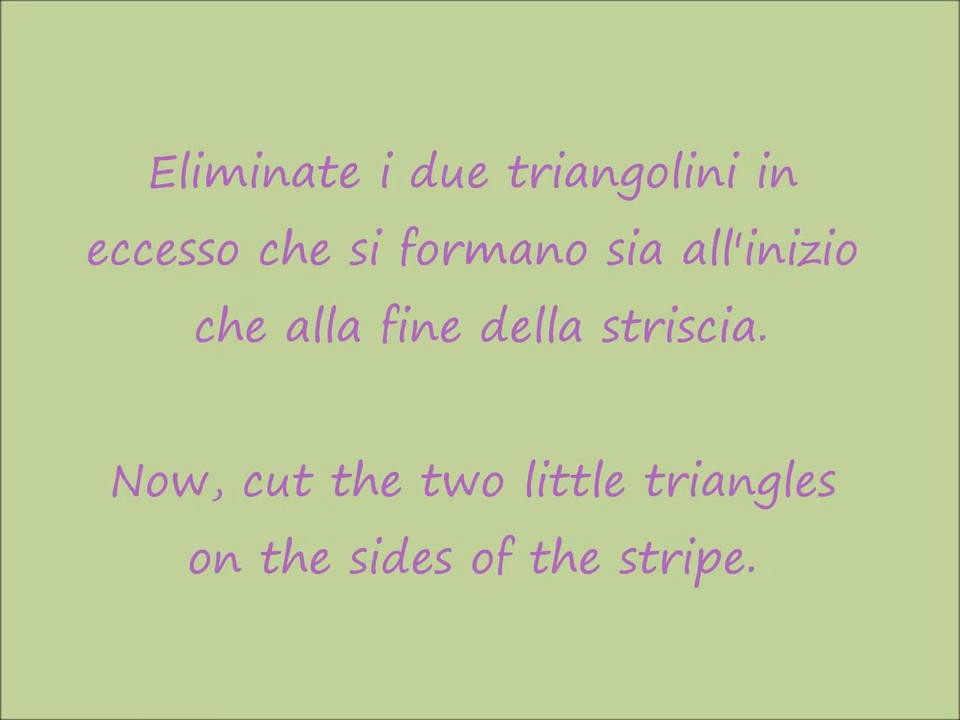 Eliminate i due triangolini in
eccesso che si formano sia all'inizio
che alla fine della striscia.
Now, cut the two little triangles
on the sides of the stripe.